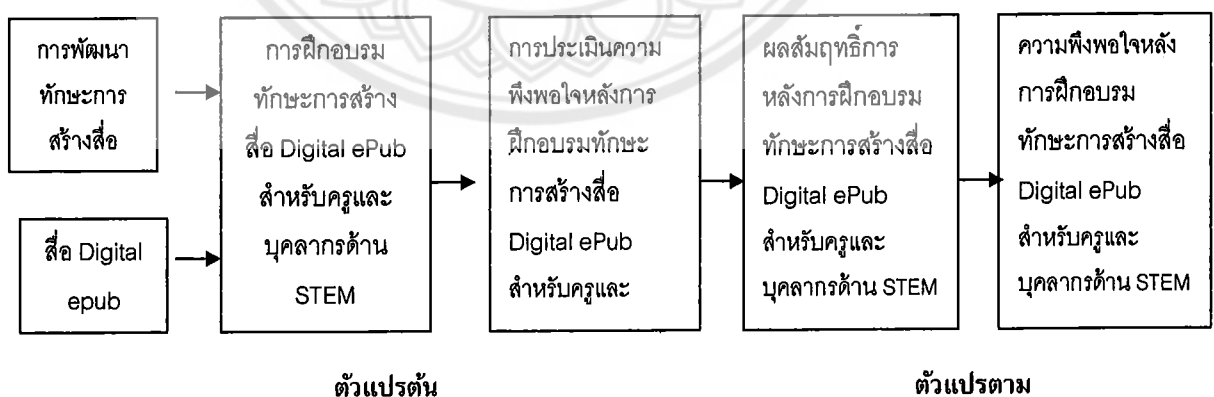 การพัฒนา
ทักษะการ
สร้างสื่อ
สื่อ Digital
epub
การฝึกอบรม
ทักษะการสร้าง
สื่อ Digital ePub
สำหรับครูและ
บุคลากรด้าน
STEM
การประเมินความ
พึงพอใจหลังการ
ฝึกอบรมทักษะ
การสร้างสื่อ
Digital ePub
สำหรับครูและ
ผลสัมฤทธิ์การ
หลังการฝึกอบรม
ทักษะการสร้างสื่อ
Digital ePub
สำหรับครูและ
บุคลากรด้าน STEM
ความพึงพอใจหลัง
การฝึกอบรม
ทักษะการสร้างสื่อ
Digital ePub
สำหรับครูและ
บุคลากรด้าน STEM
ตัวแปรต้น
ตัวแปรตาม